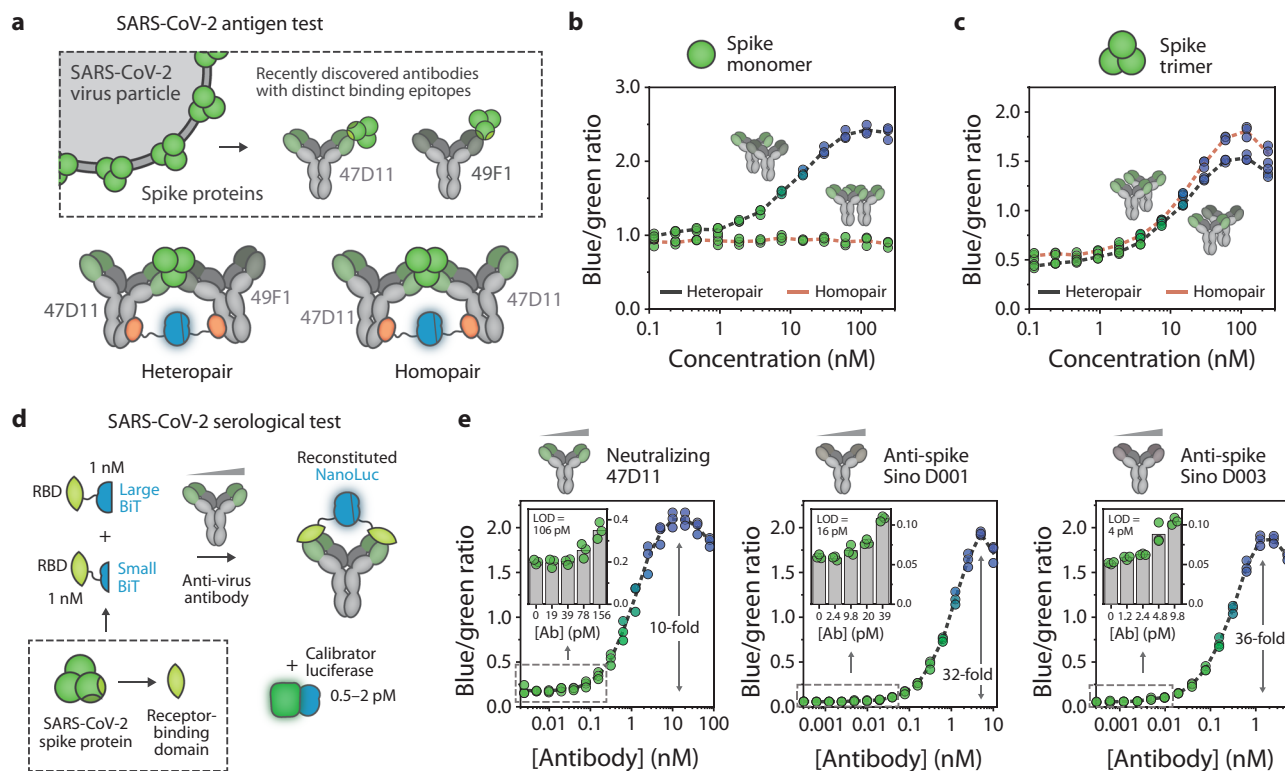 a
SARS-CoV-2 antigen test
SARS-CoV-2
virus particle
Recently discovered antibodies
with distinct binding epitopes
47D11
49F1
Spike proteins
47D11
49F1
47D11
47D11
Heteropair
Homopair
b
Spike
monomer
Blue/green ratio
3.0
2.0
1.0
0.0
Heteropair
Homopair
0.1
1
10
100
Concentration (nM)
c
Spike
trimer
Blue/green ratio
2.0
1.5
1.0
0.5
0.0
Heteropair
Homopair
0.1
1
10
100
Concentration (nM)
d
SARS-CoV-2 serological test
1 nM
RBD
Large
BiT
+
RBD
Small
BiT
1 nM
Anti-virus
antibody
Reconstituted
NanoLuc
+
Calibrator
luciferase
0.5–2 pM
SARS-CoV-2
spike protein
Receptor-
binding
domain
e
Neutralizing
47D11
Blue/green ratio
2.0
1.5
1.0
0.5
0.0
LOD =
106 pM
0.4
0.2
0.0
0
19
39
78
156
[Ab] (pM)
10-fold
0.01
0.1
1
10
100
[Antibody] (nM)
Anti-spike
Sino D001
Blue/green ratio
2.0
1.5
1.0
0.5
0.0
LOD =
16 pM
0.10
0.05
0.0
0
2.4
9.8
20
39
[Ab] (pM)
32-fold
0.001
0.01
0.1
1
10
[Antibody] (nM)
Anti-spike
Sino D003
Blue/green ratio
2.0
1.5
1.0
0.5
0.0
LOD =
4 pM
0.10
0.05
0.0
0
1.2
2.4
4.8
9.8
[Ab] (pM)
36-fold
0.001
0.01
0.1
1
10
[Antibody] (nM)